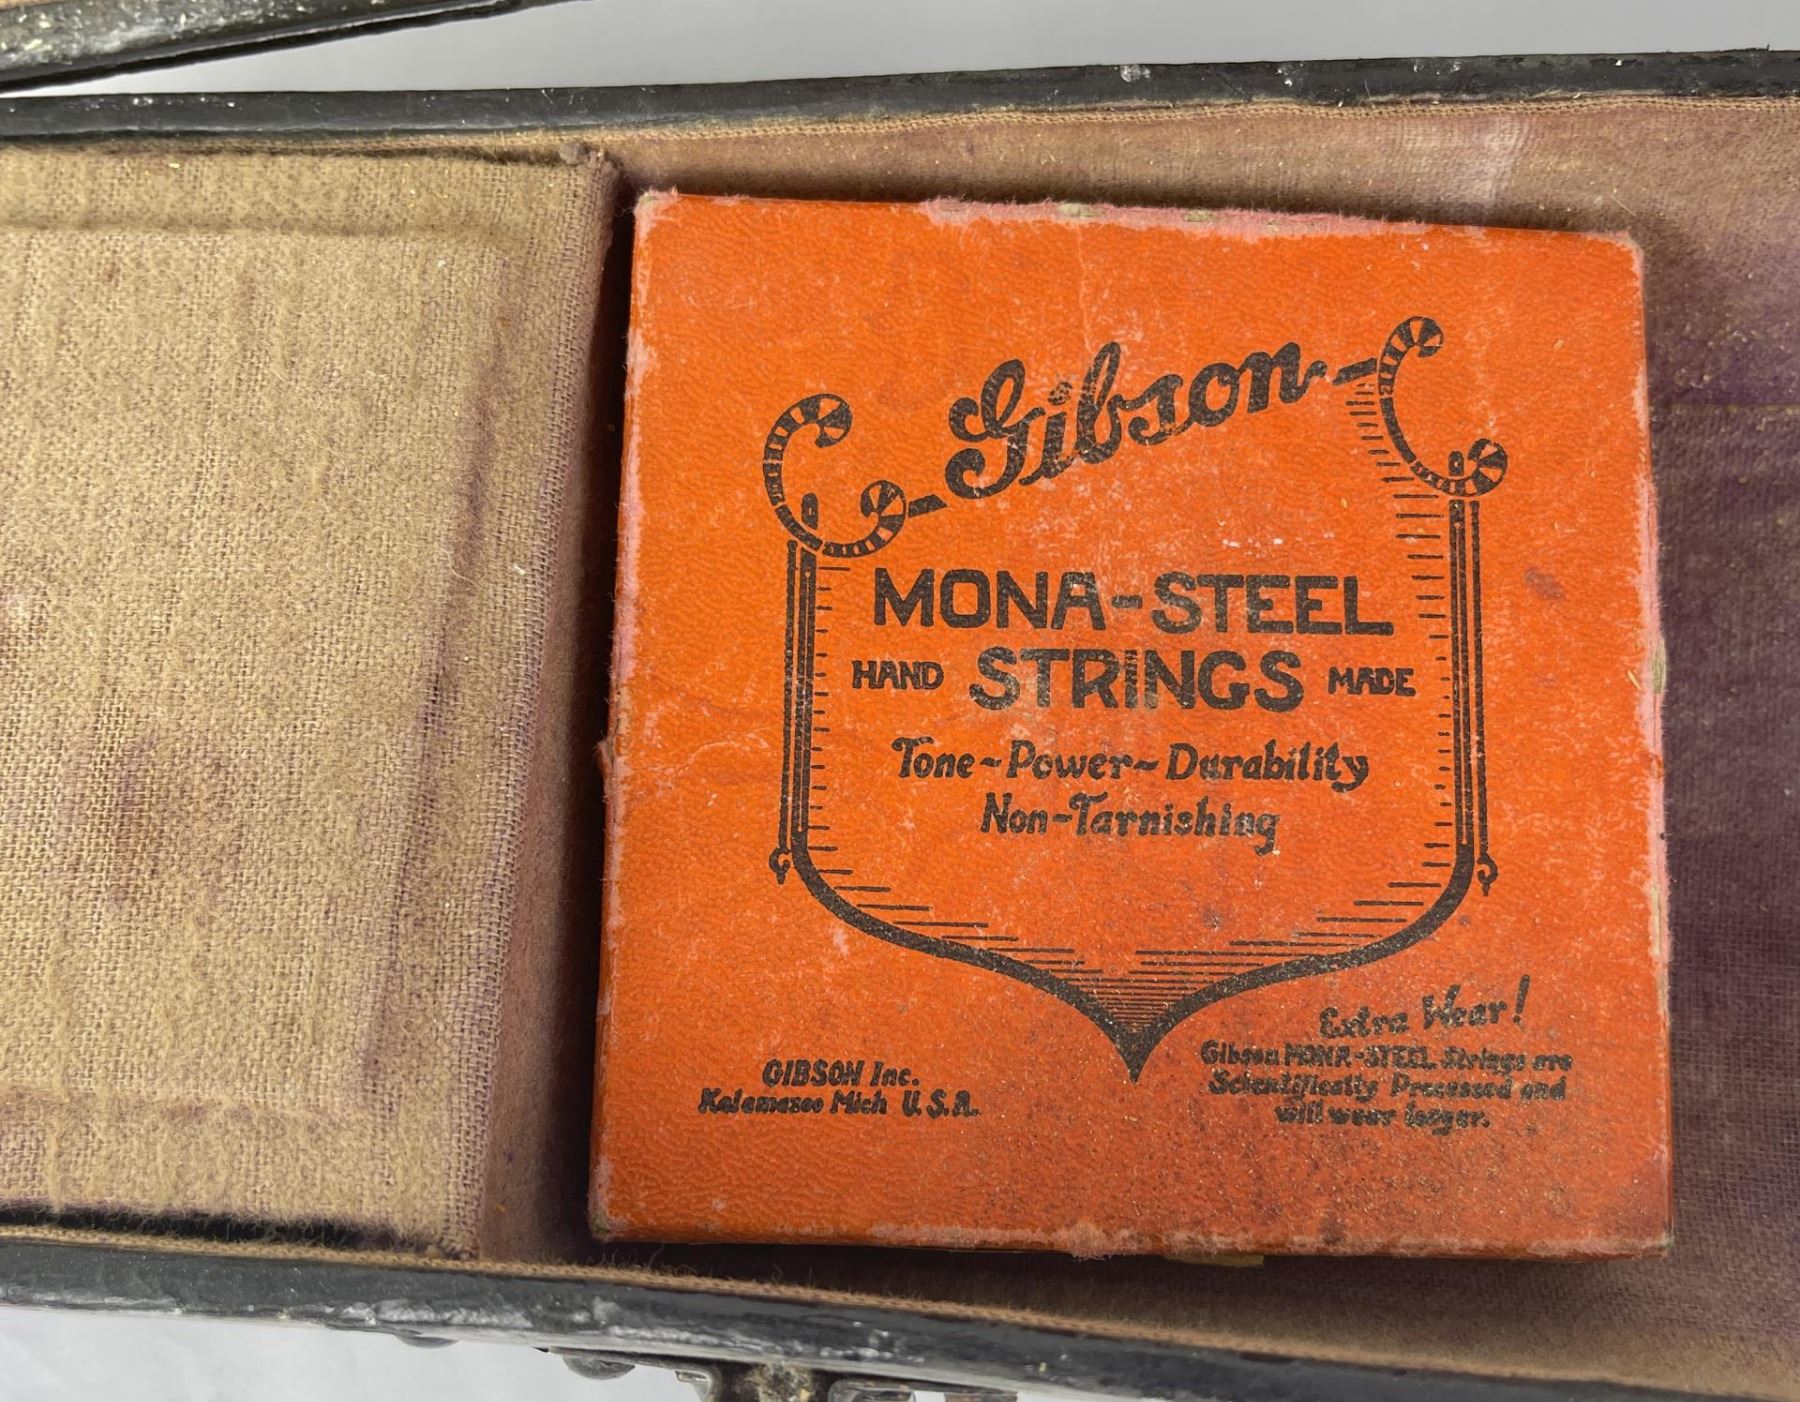 Gibson
MONA-STEEL
HAND STRINGS MADE
Tone~Power~Durability
Non-Tarnishing
Extra Wear!
Gibson MONA-STEEL Strings are
Scientifically Processed and
will wear longer.
GIBSON Inc.
Kalamazoo Mich U.S.A.